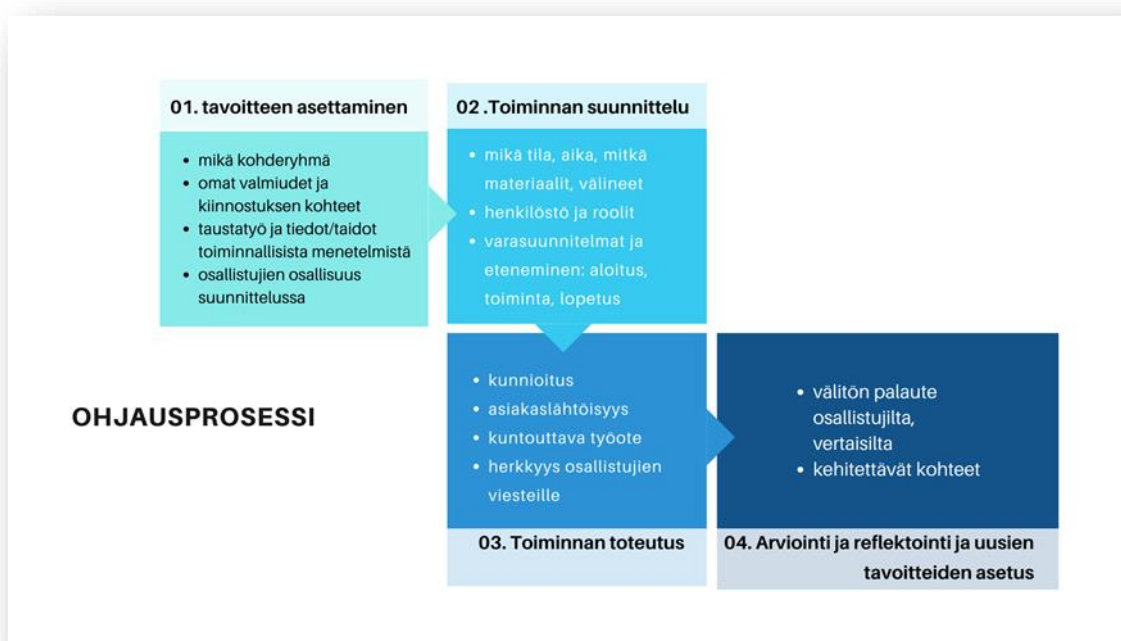 01. tavoitteen asettaminen
• mikä kohderyhmä
• omat valmiudet ja
kiinnostuksen kohteet
• taustatyö ja tiedot/taidot
toiminnallisista menetelmistä
• osallistujien osallisuus
suunnittelussa
02 .Toiminnan suunnittelu
• mikä tila, aika, mitkä
materiaalit, välineet
• henkilöstö ja roolit
• varasuunnitelmat ja
eteneminen: aloitus,
toiminta, lopetus
OHJAUSPROSESSI
• kunnioitus
• asiakaslähtöisyys
• kuntouttava työote
• herkkyys osallistujien
viesteille
03. Toiminnan toteutus
• välitön palaute
osallistujilta,
vertaisilta
• kehitettävät kohteet
04. Arviointi ja reflektointi ja uusien
tavoitteiden asetus